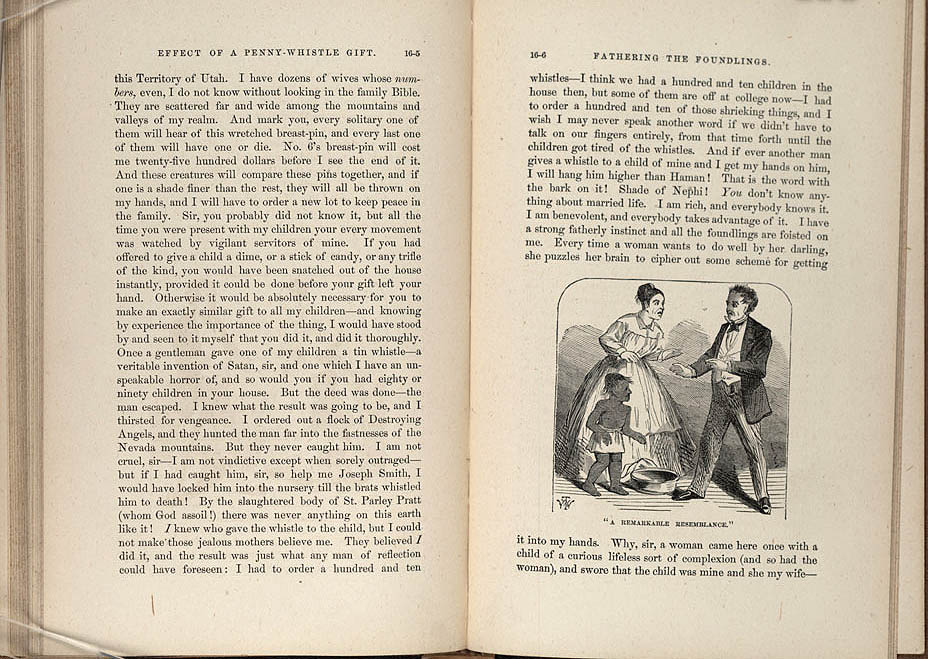 EFFECT OF A PENNY-WHISTLE GIFT. 16-5
this Territory of Utah. I have dozens of wives whose num-
bers, even, I do not know without looking in the family Bible.
They are scattered far and wide among the mountains and
valleys of my realm. And mark you, every solitary one of
them will hear of this wretched breast-pin, and every last one
of them will have one or die. No. 6's breast-pin will cost
me twenty-five hundred dollars before I see the end of it.
And these creatures will compare these pins together, and if
one is a shade finer than the rest, they will all be thrown on
my hands, and I will have to order a new lot to keep peace in
the family. Sir, you probably did not know it, but all the
time you were present with my children your every movement
was watched by vigilant servitors of mine. If you had
offered to give a child a dime, or a stick of candy, or any trifle
of the kind, you would have been snatched out of the house
instantly, provided it could be done before your gift left your
hand. Otherwise it would be absolutely necessary for you to
make an exactly similar gift to all my children—and knowing
by experience the importance of the thing, I would have stood
by and seen to it myself that you did it, and did it thoroughly.
Once a gentleman gave one of my children a tin whistle—a
veritable invention of Satan, sir, and one which I have an un-
speakable horror of, and so would you if you had eighty or
ninety children in your house. But the deed was done—the
man escaped. I knew what the result was going to be, and I
thirsted for vengeance. I ordered out a flock of Destroying
Angels, and they hunted the man far into the fastnesses of the
Nevada mountains. But they never caught him. I am not
cruel, sir—I am not vindictive except when sorely outraged—
but if I had caught him, sir, so help me Joseph Smith, I
would have locked him into the nursery till the brats whistled
him to death! By the slaughtered body of St. Parley Pratt
(whom God assoil!) there was never anything on this earth
like it! I knew who gave the whistle to the child, but I could
not make those jealous mothers believe me. They believed I
did it, and the result was just what any man of reflection
could have foreseen: I had to order a hundred and ten
16-6 FATHERING THE FOUNDLINGS.
whistles—I think we had a hundred and ten children in the
house then, but some of them are off at college now—I had
to order a hundred and ten of those shrieking things, and I
wish I may never speak another word if we didn't have to
talk on our fingers entirely, from that time forth until the
children got tired of the whistles. And if ever another man
gives a whistle to a child of mine and I get my hands on him,
I will hang him higher than Haman! That is the word with
the bark on it! Shade of Nephi! You don't know any-
thing about married life. I am rich, and everybody knows it.
I am benevolent, and everybody takes advantage of it. I have
a strong fatherly instinct and all the foundlings are foisted on
me. Every time a woman wants to do well by her darling,
she puzzles her brain to cipher out some scheme for getting
"A REMARKABLE RESEMBLANCE."
it into my hands. Why, sir, a woman came here once with a
child of a curious lifeless sort of complexion (and so had the
woman), and swore that the child was mine and she my wife—